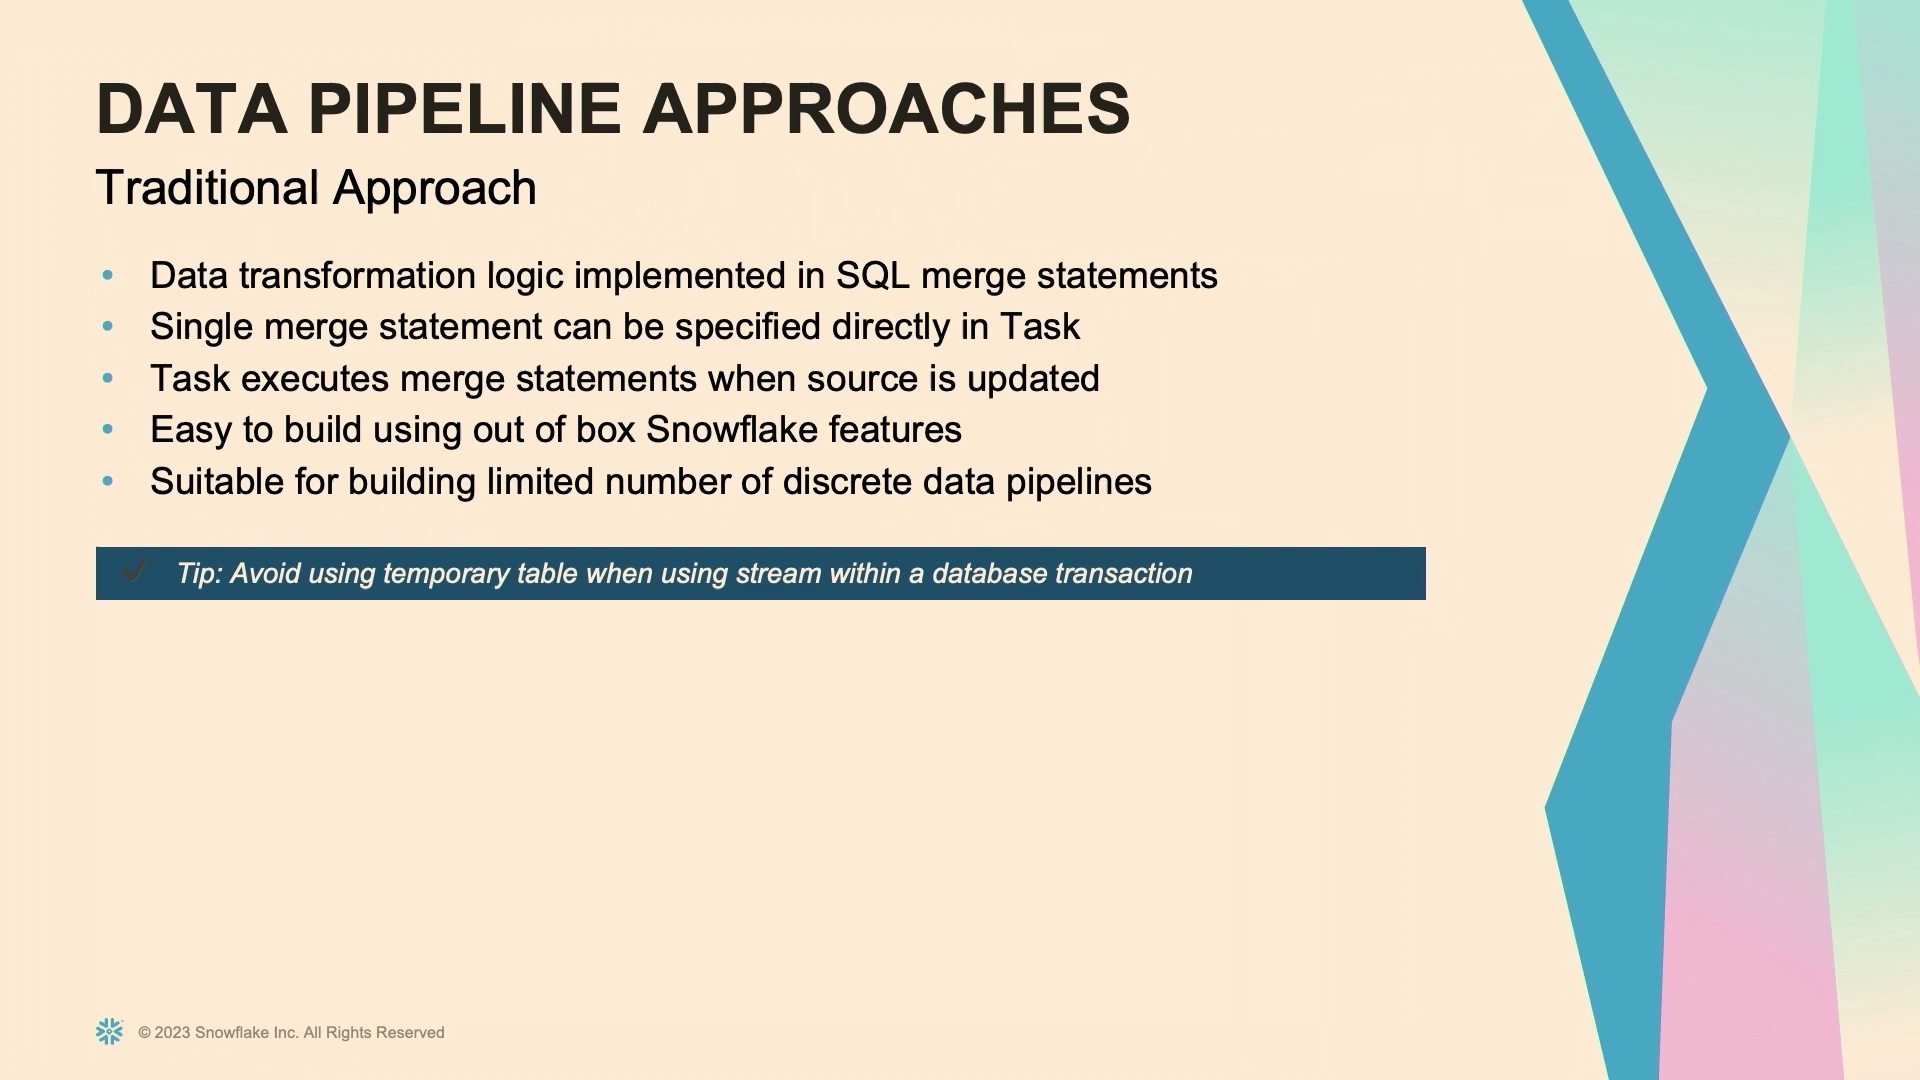 DATA PIPELINE APPROACHES
Traditional Approach
• Data transformation logic implemented in SQL merge statements
• Single merge statement can be specified directly in Task
• Task executes merge statements when source is updated
• Easy to build using out of box Snowflake features
• Suitable for building limited number of discrete data pipelines
✓ Tip: Avoid using temporary table when using stream within a database transaction
© 2023 Snowflake Inc. All Rights Reserved